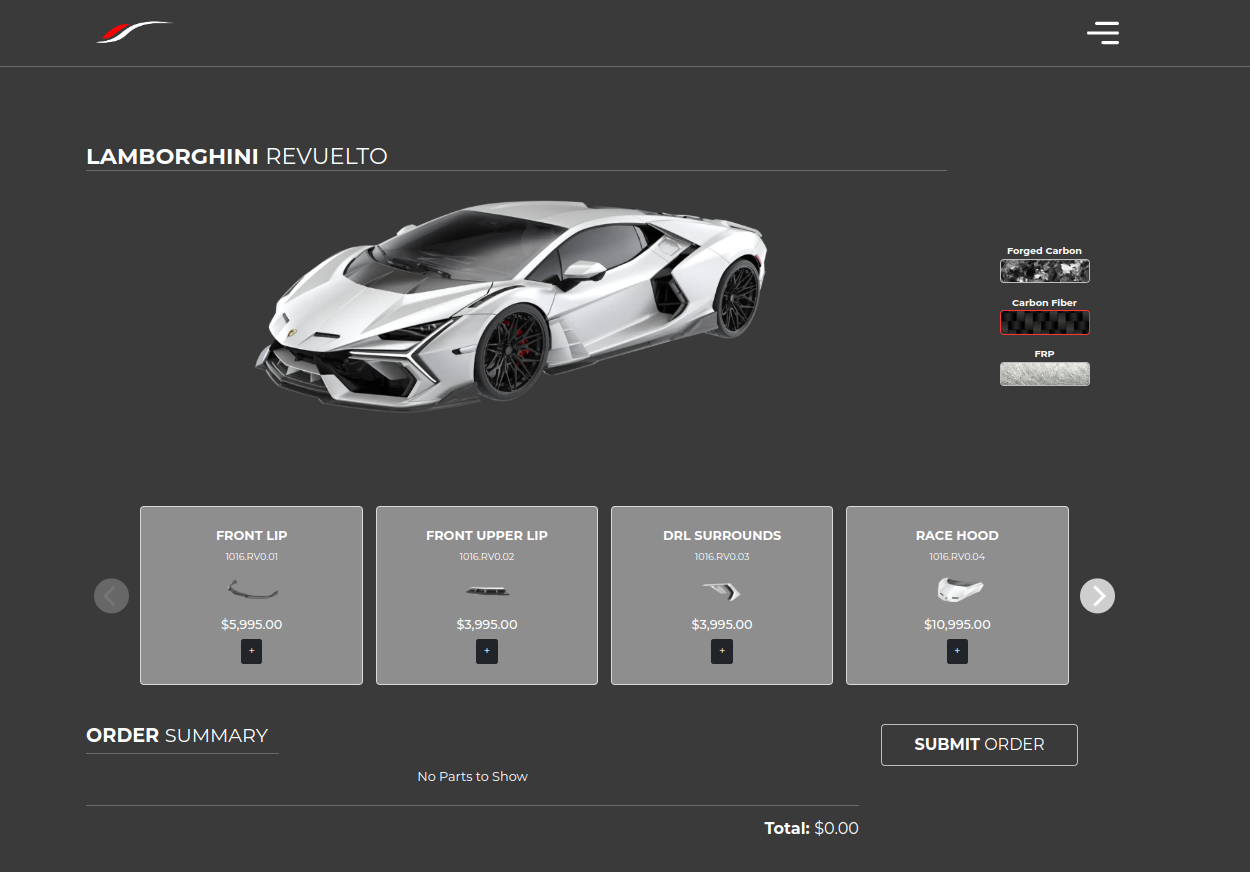 LAMBORGHINI REVUELTO
Forged Carbon
Carbon Fiber
FRP
FRONT LIP
1016.RV0.01
$5,995.00
+
FRONT UPPER LIP
1016.RV0.02
$3,995.00
+
DRL SURROUNDS
1016.RV0.03
$3,995.00
+
RACE HOOD
1016.RV0.04
$10,995.00
+
ORDER SUMMARY
No Parts to Show
Total: $0.00
SUBMIT ORDER